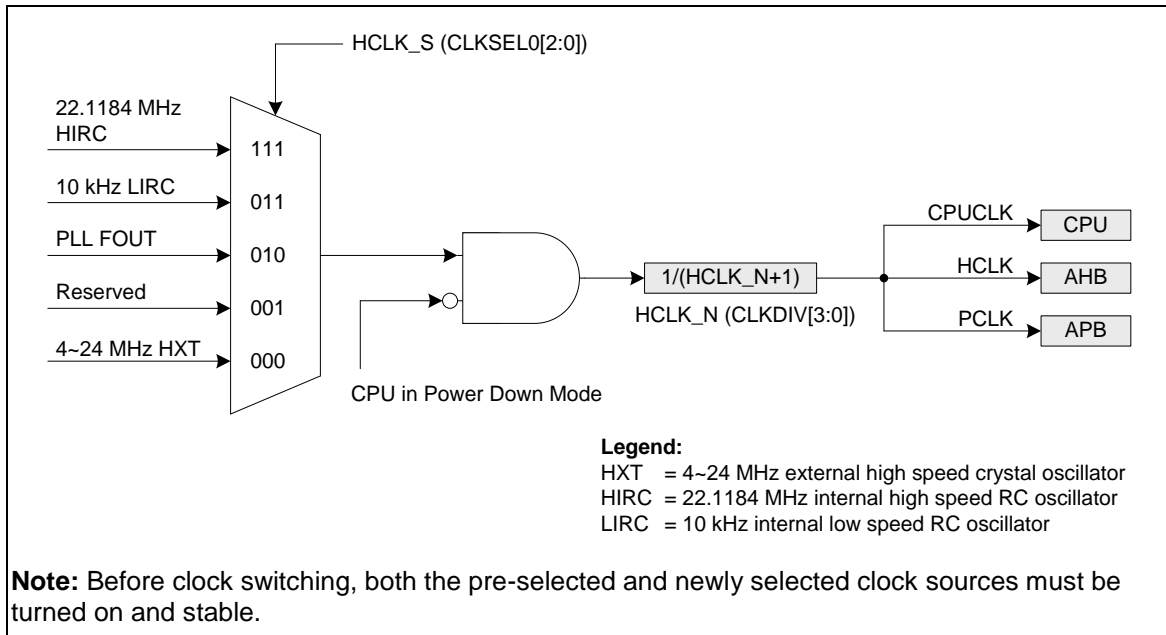 HCLK_S (CLKSEL0[2:0])
22.1184 MHz
HIRC
111
10 kHz LIRC
011
PLL FOUT
010
Reserved
001
4~24 MHz HXT
000
CPU in Power Down Mode
1/(HCLK_N+1)
HCLK_N (CLKDIV[3:0])
CPUCLK
CPU
HCLK
AHB
PCLK
APB
Legend:
HXT = 4~24 MHz external high speed crystal oscillator
HIRC = 22.1184 MHz internal high speed RC oscillator
LIRC = 10 kHz internal low speed RC oscillator
Note: Before clock switching, both the pre-selected and newly selected clock sources must be
turned on and stable.